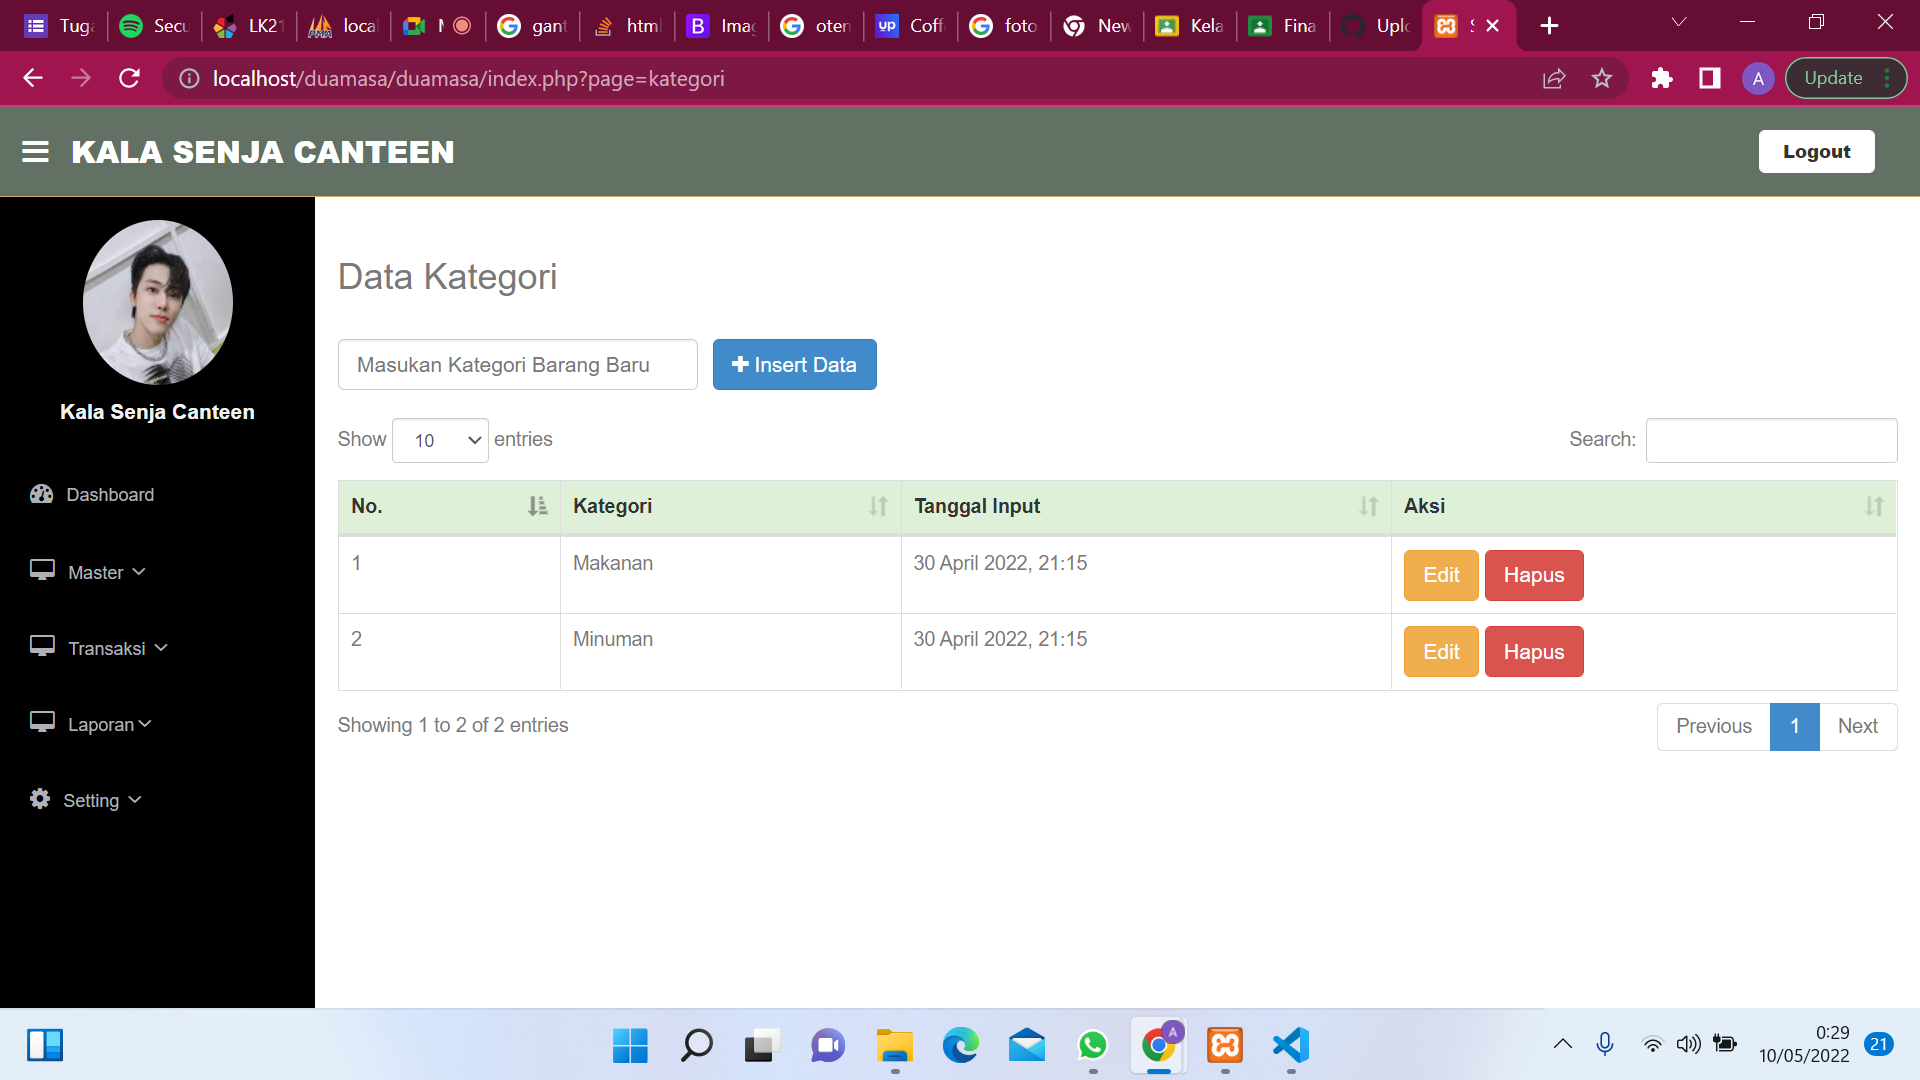 Tuga
Secu
LK21
local
gant
html
Imag
oten
up
Coff
foto
New
Kela
Fina
Uplo
localhost/duamasa/duamasa/index.php?page=kategori
A
Update
KALA SENJA CANTEEN
Logout
Kala Senja Canteen
Dashboard
Master
Transaksi
Laporan
Setting
Data Kategori
Masukan Kategori Barang Baru
Insert Data
Show 10 entries
Search:
No. Kategori Tanggal Input Aksi
1 Makanan 30 April 2022, 21:15 Edit Hapus
2 Minuman 30 April 2022, 21:15 Edit Hapus
Showing 1 to 2 of 2 entries
Previous 1 Next
0:29
10/05/2022
21